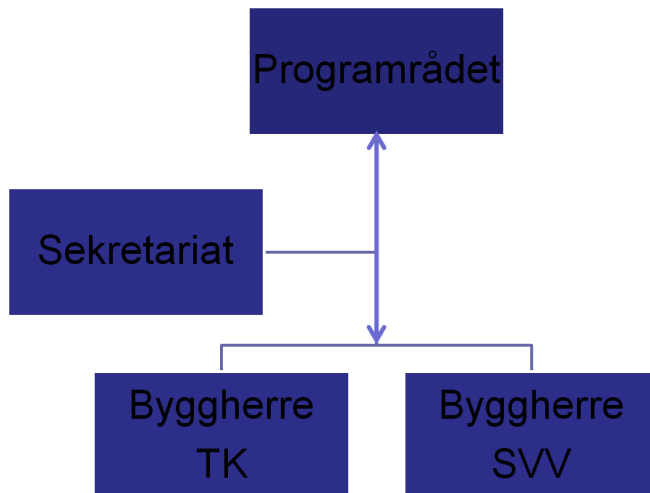 Programrådet
Sekretariat
Byggherre
TK
Byggherre
SVV